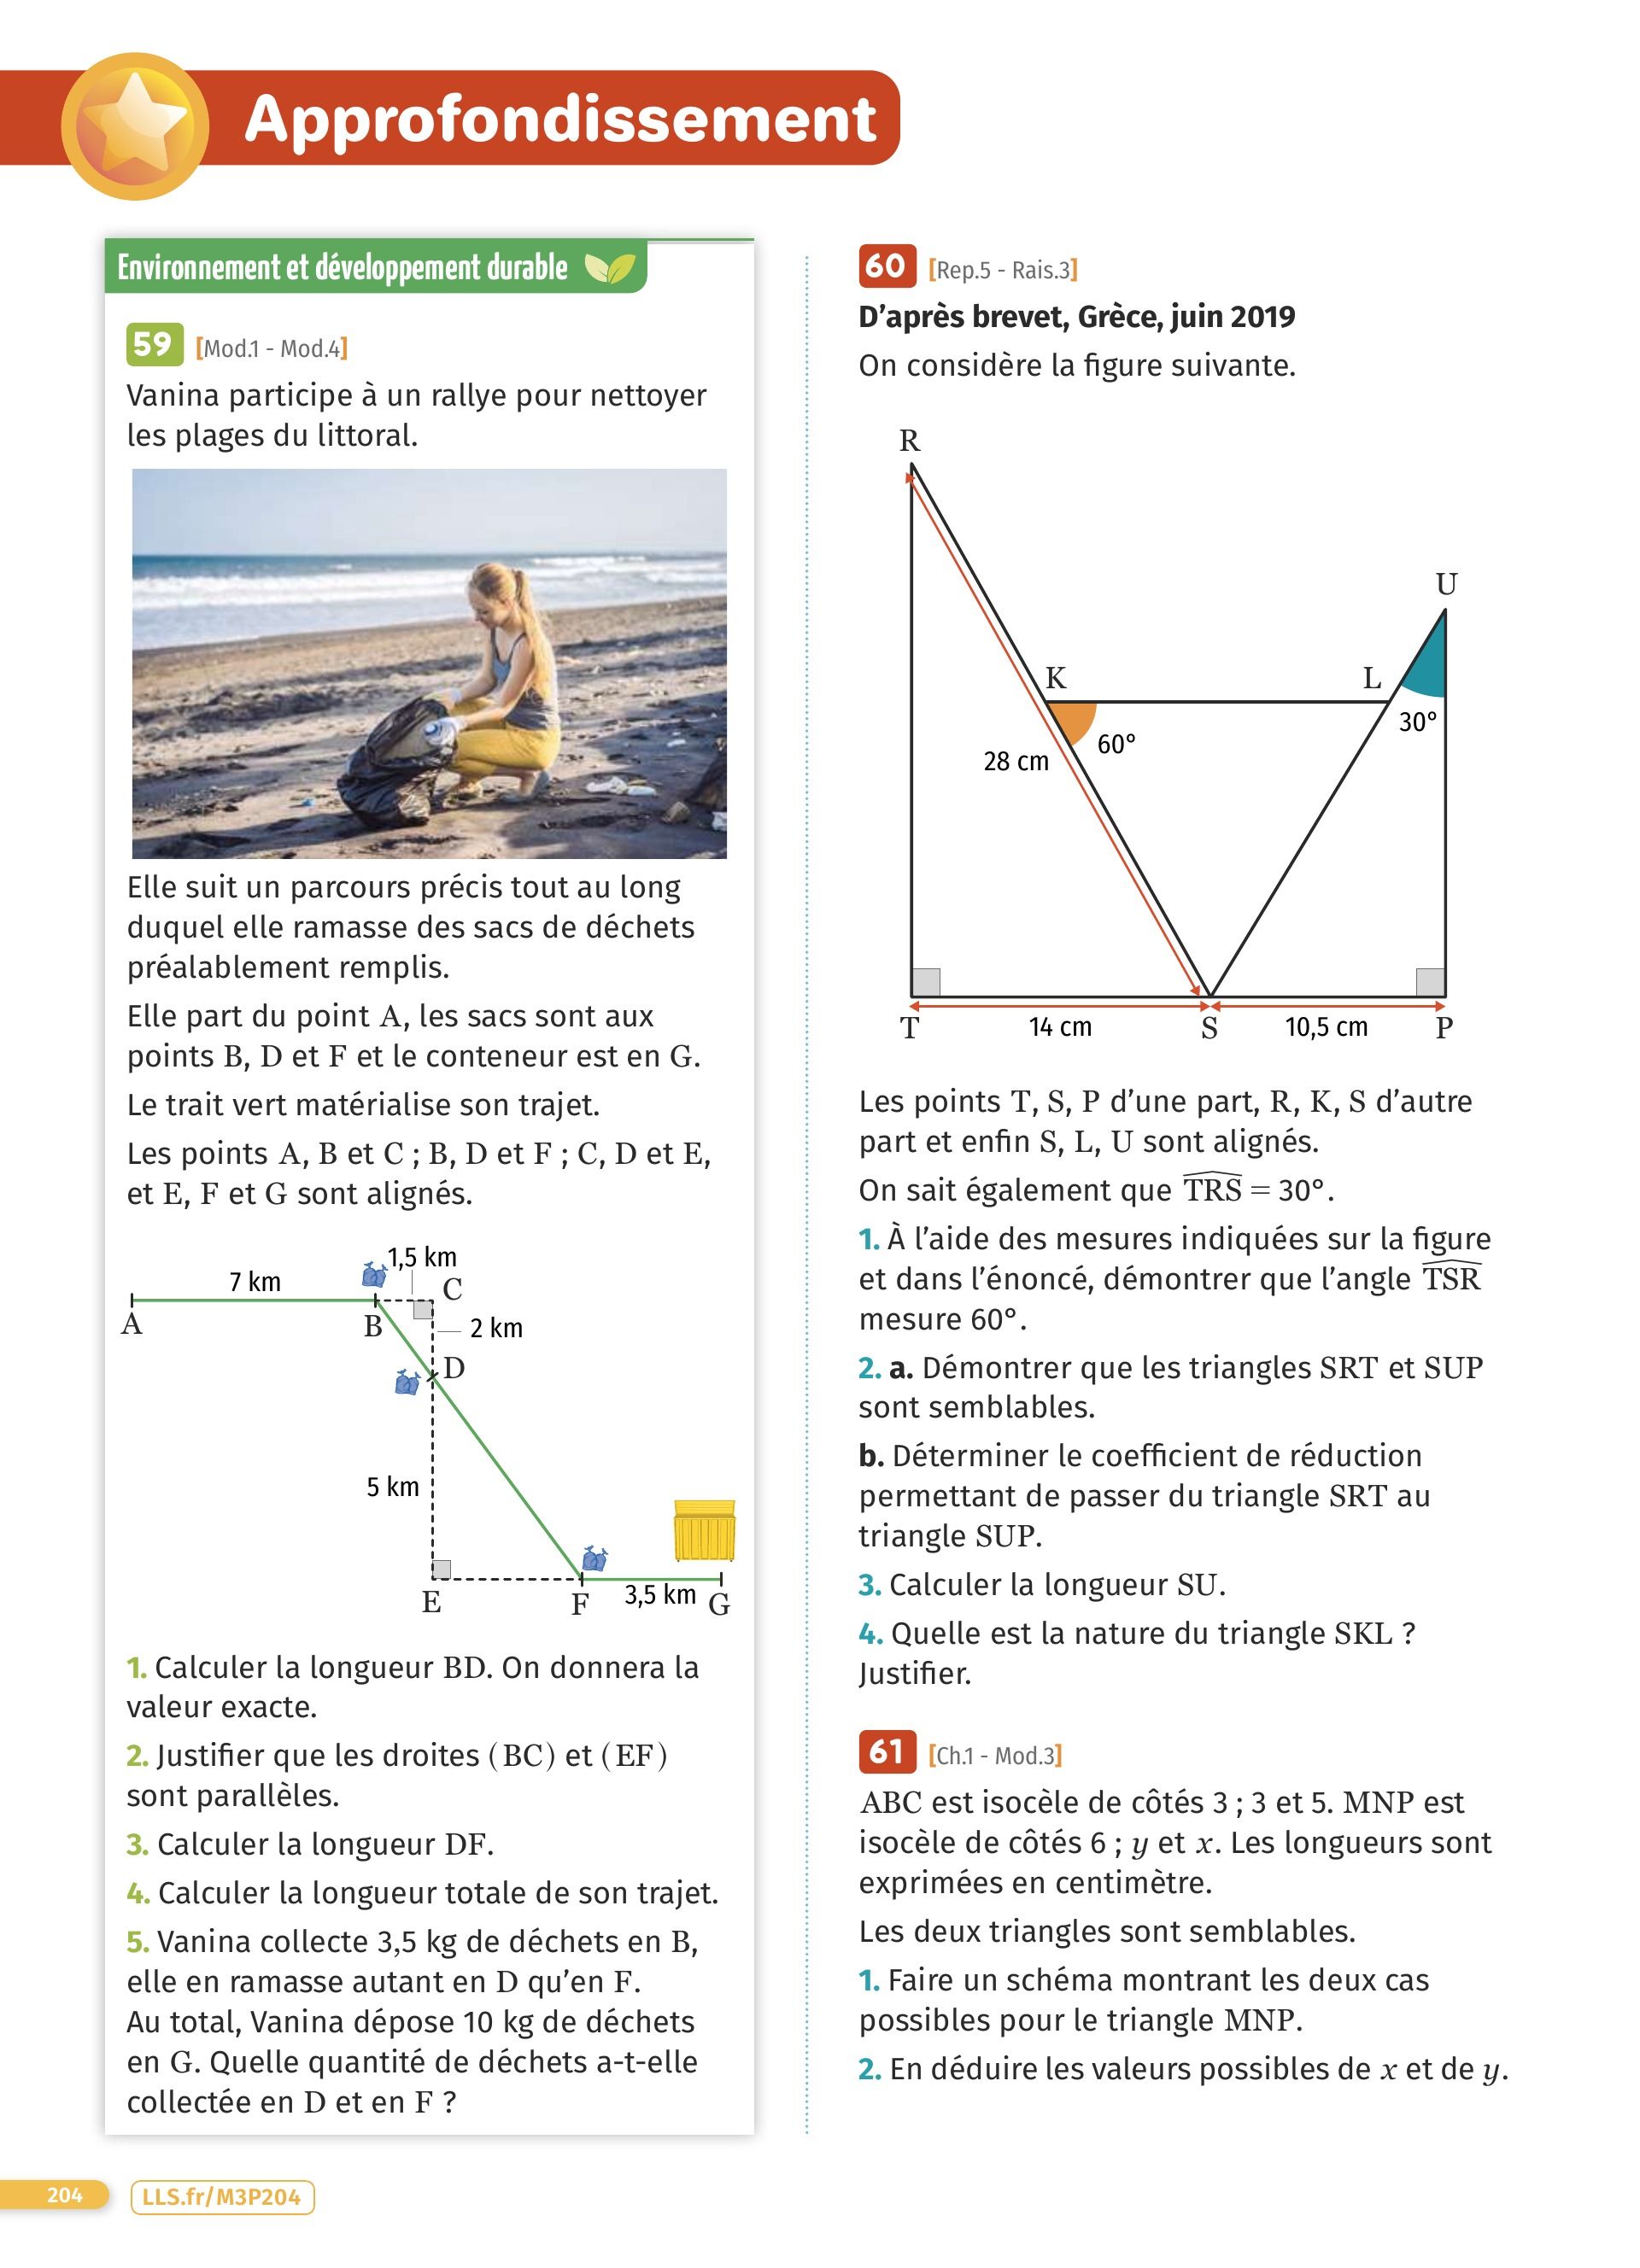 Approfondissement
Environnement et développement durable
59 [Mod.1 - Mod.4]
Vanina participe à un rallye pour nettoyer
les plages du littoral.
Elle suit un parcours précis tout au long
duquel elle ramasse des sacs de déchets
préalablement remplis.
Elle part du point A, les sacs sont aux
points B, D et F et le conteneur est en G.
Le trait vert matérialise son trajet.
Les points A, B et C ; B, D et F ; C, D et E,
et E, F et G sont alignés.
1,5 km
7 km
C
A
B
2 km
D
5 km
E
F
3,5 km
G
1. Calculer la longueur BD. On donnera la
valeur exacte.
2. Justifier que les droites (BC) et (EF)
sont parallèles.
3. Calculer la longueur DF.
4. Calculer la longueur totale de son trajet.
5. Vanina collecte 3,5 kg de déchets en B,
elle en ramasse autant en D qu'en F.
Au total, Vanina dépose 10 kg de déchets
en G. Quelle quantité de déchets a-t-elle
collectée en D et en F ?
60 [Rep.5 - Rais.3]
D'après brevet, Grèce, juin 2019
On considère la figure suivante.
R
U
K
L
30°
60°
28 cm
T
14 cm
S
10,5 cm
P
Les points T, S, P d'une part, R, K, S d'autre
part et enfin S, L, U sont alignés.
On sait également que \widehat{TRS} = 30°.
1. À l'aide des mesures indiquées sur la figure
et dans l'énoncé, démontrer que l'angle \widehat{TSR}
mesure 60°.
2. a. Démontrer que les triangles SRT et SUP
sont semblables.
b. Déterminer le coefficient de réduction
permettant de passer du triangle SRT au
triangle SUP.
3. Calculer la longueur SU.
4. Quelle est la nature du triangle SKL ?
Justifier.
61 [Ch.1 - Mod.3]
ABC est isocèle de côtés 3 ; 3 et 5. MNP est
isocèle de côtés 6 ; y et x. Les longueurs sont
exprimées en centimètre.
Les deux triangles sont semblables.
1. Faire un schéma montrant les deux cas
possibles pour le triangle MNP.
2. En déduire les valeurs possibles de x et de y.
204
LLS.fr/M3P204